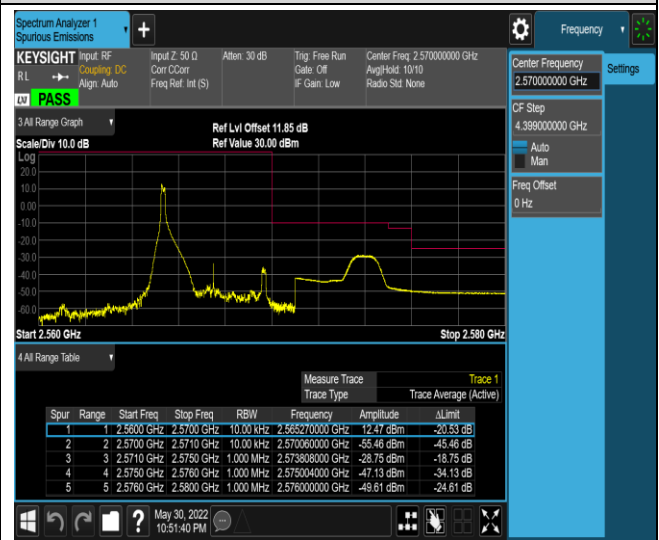 Spectrum Analyzer 1
Spurious Emissions
Frequency
KEYSIGHT
Input: RF
Coupling: DC
Align: Auto
Input Z: 50 Ω
Corr CCorr
Freq Ref: Int (S)
Atten: 30 dB
Trig: Free Run
Gate: Off
IF Gain: Low
Center Freq: 2.570000000 GHz
Avg|Hold: 10/10
Radio Std: None
R L
LXI PASS
Center Frequency
2.570000000 GHz
Settings
CF Step
4.399000000 GHz
Auto
Man
Freq Offset
0 Hz
3 All Range Graph
Ref Lvl Offset 11.85 dB
Scale/Div 10.0 dB Ref Value 30.00 dBm
Log
20.0
10.0
0.00
-10.0
-20.0
-30.0
-40.0
-50.0
-60.0
Start 2.560 GHz Stop 2.580 GHz
4 All Range Table
Measure Trace Trace 1
Trace Type Trace Average (Active)
Spur Range Start Freq Stop Freq RBW Frequency Amplitude ΔLimit
1 1 2.5600 GHz 2.5700 GHz 10.00 kHz 2.565270000 GHz 12.47 dBm -20.53 dB
2 2 2.5700 GHz 2.5710 GHz 10.00 kHz 2.570060000 GHz -55.46 dBm -45.46 dB
3 3 2.5710 GHz 2.5750 GHz 1.000 MHz 2.573808000 GHz -28.75 dBm -18.75 dB
4 4 2.5750 GHz 2.5760 GHz 1.000 MHz 2.575004000 GHz -47.13 dBm -34.13 dB
5 5 2.5760 GHz 2.5800 GHz 1.000 MHz 2.576000000 GHz -49.61 dBm -24.61 dB
May 30, 2022
10:51:40 PM